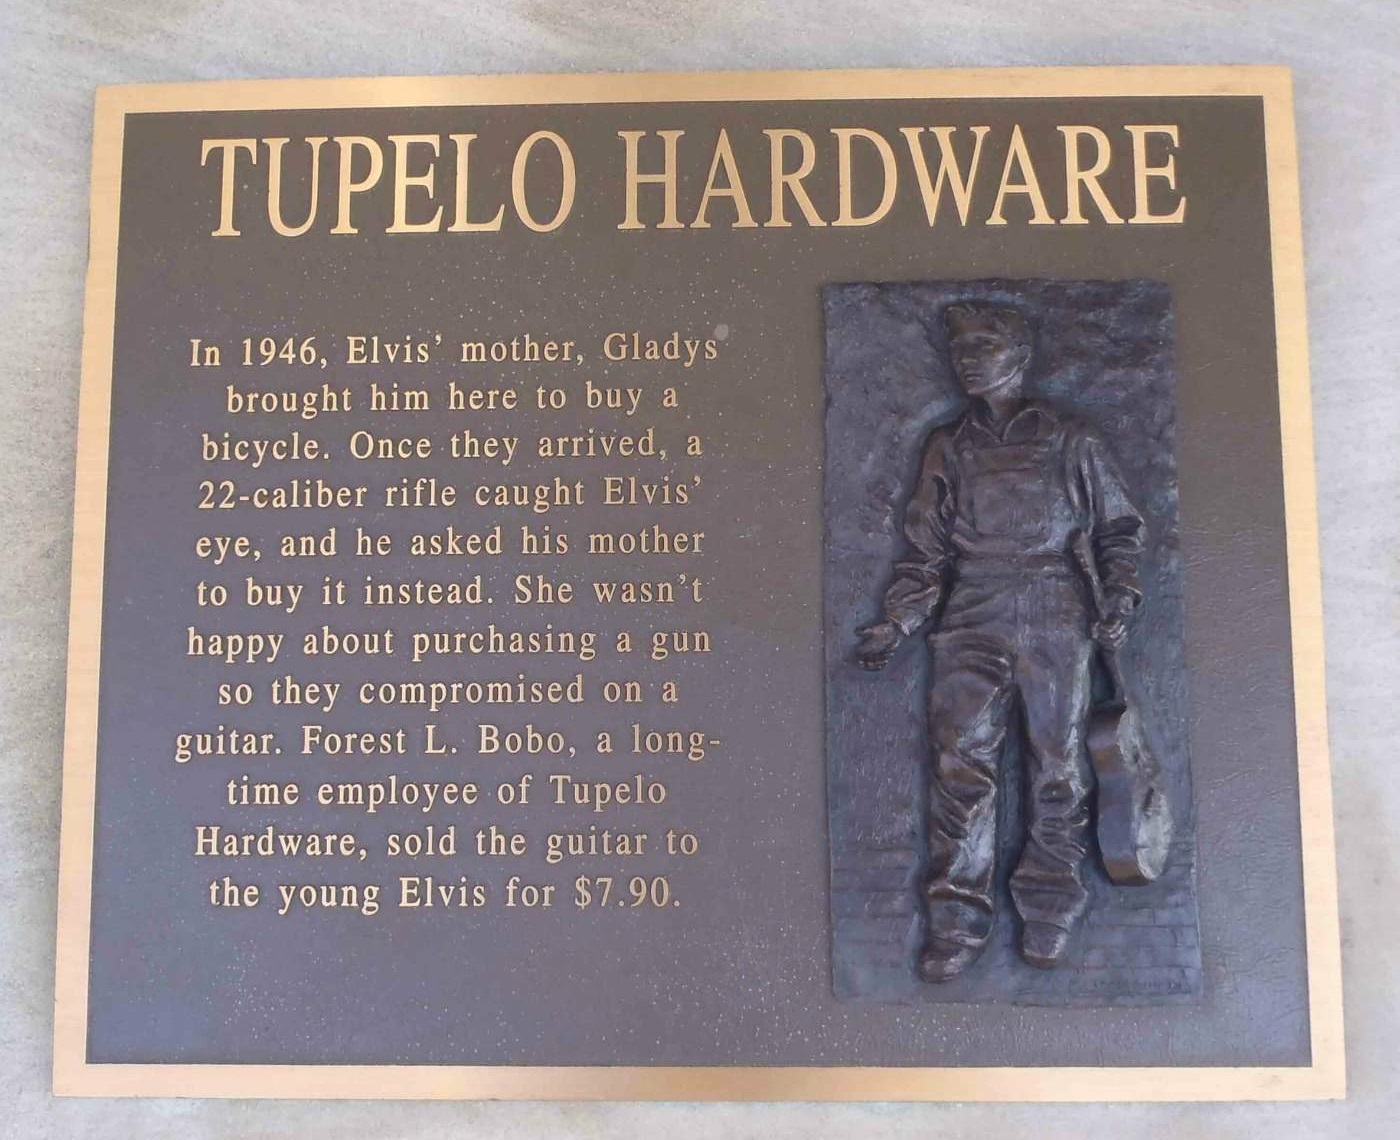 TUPELO HARDWARE
In 1946, Elvis' mother, Gladys
brought him here to buy a
bicycle. Once they arrived, a
22-caliber rifle caught Elvis'
eye, and he asked his mother
to buy it instead. She wasn't
happy about purchasing a gun
so they compromised on a
guitar. Forest L. Bobo, a long-
time employee of Tupelo
Hardware, sold the guitar to
the young Elvis for $7.90.